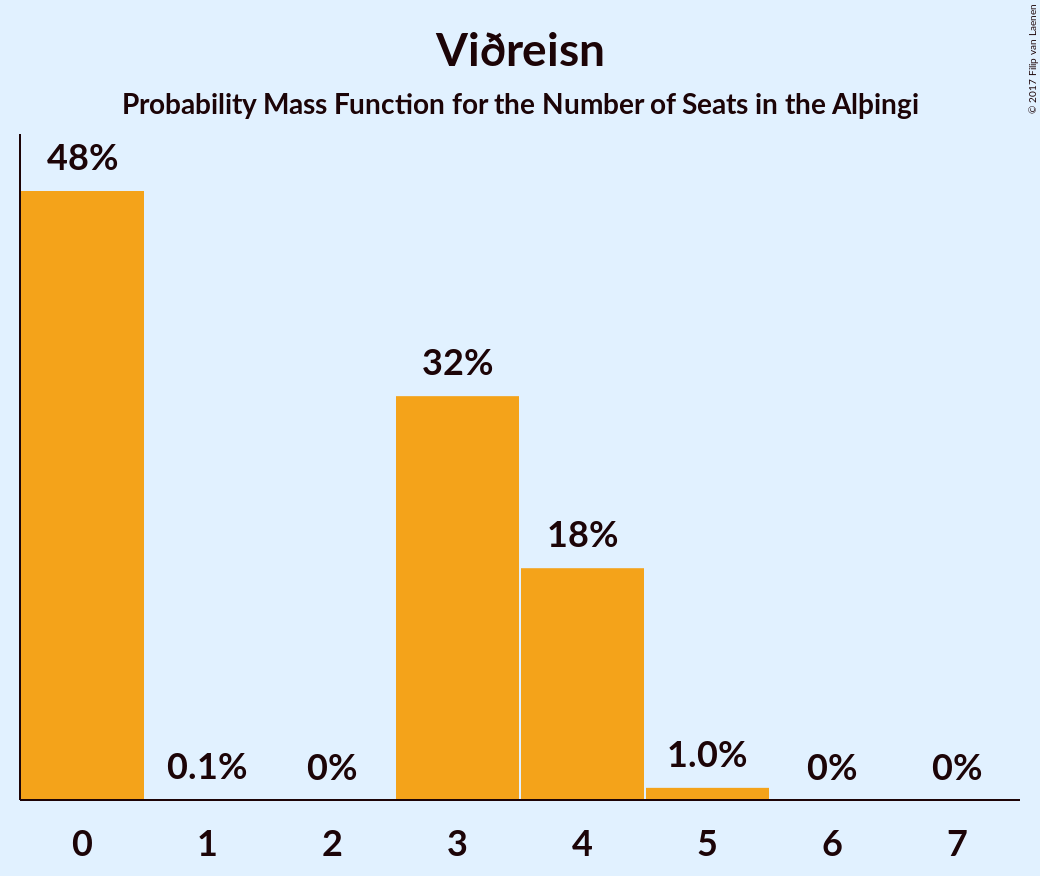 Viðreisn
Probability Mass Function for the Number of Seats in the Alþingi
© 2017 Filip van Laenen
48%
32%
18%
0.1%
0%
1.0%
0%
0%
0 1 2 3 4 5 6 7